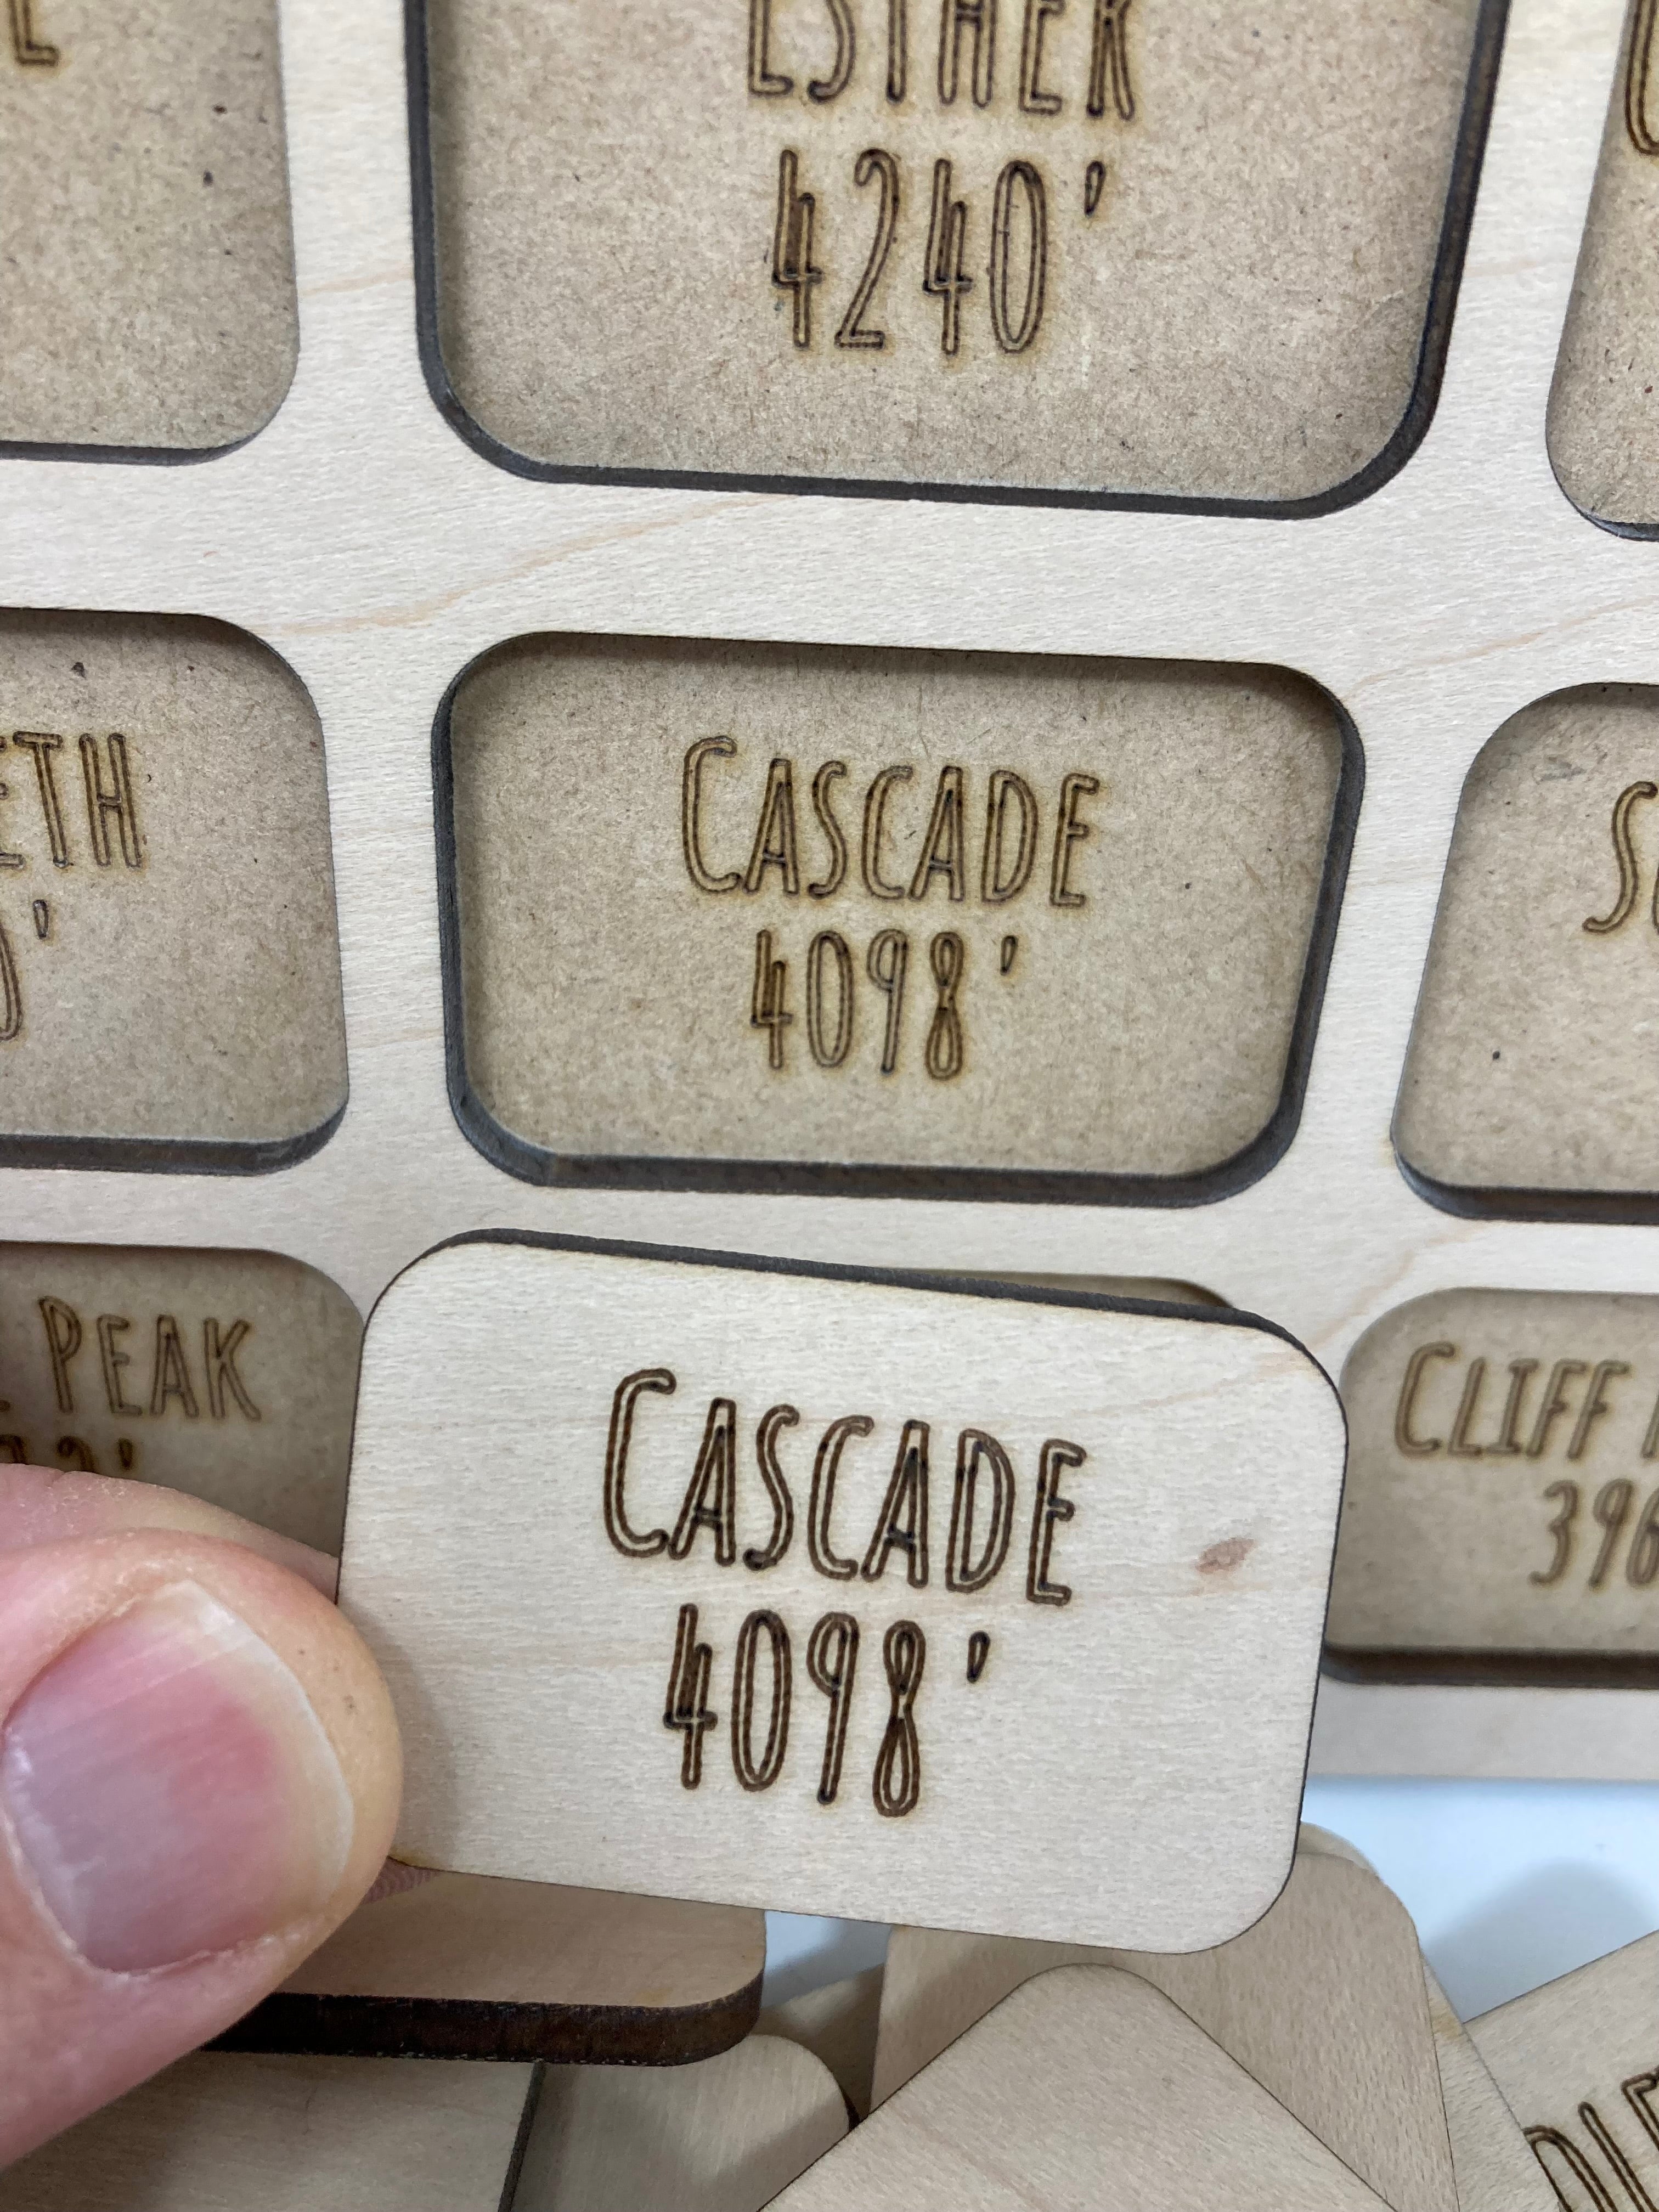 ESTHER
4240'
CASCADE
4098'
PEAK
CLIFF
CASCADE
4098'